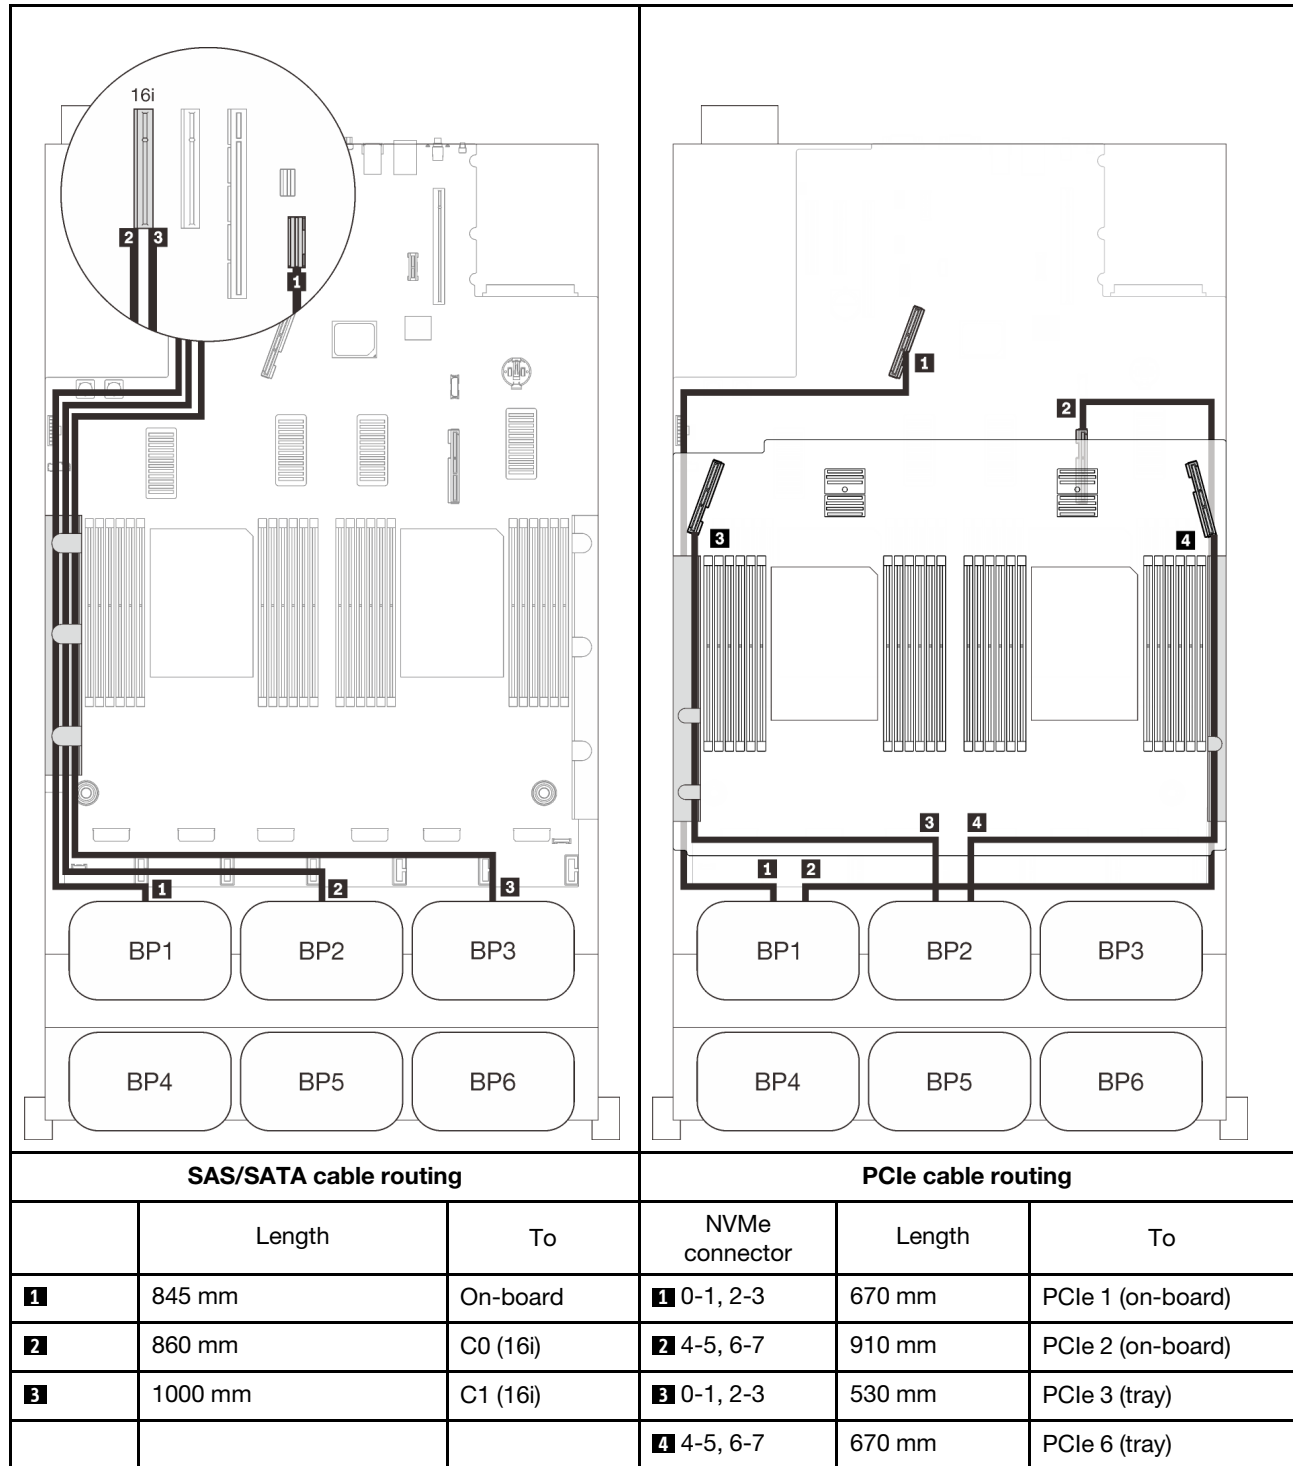 16i
2 3
1
1
2
3
BP1 BP2 BP3
BP4 BP5 BP6
1
2
3
4
3 4
1 2
BP1 BP2 BP3
BP4 BP5 BP6
SAS/SATA cable routing
PCIe cable routing
Length To
NVMe connector Length To
1 845 mm On-board
1 0-1, 2-3 670 mm PCIe 1 (on-board)
2 860 mm C0 (16i)
2 4-5, 6-7 910 mm PCIe 2 (on-board)
3 1000 mm C1 (16i)
3 0-1, 2-3 530 mm PCIe 3 (tray)
4 4-5, 6-7 670 mm PCIe 6 (tray)